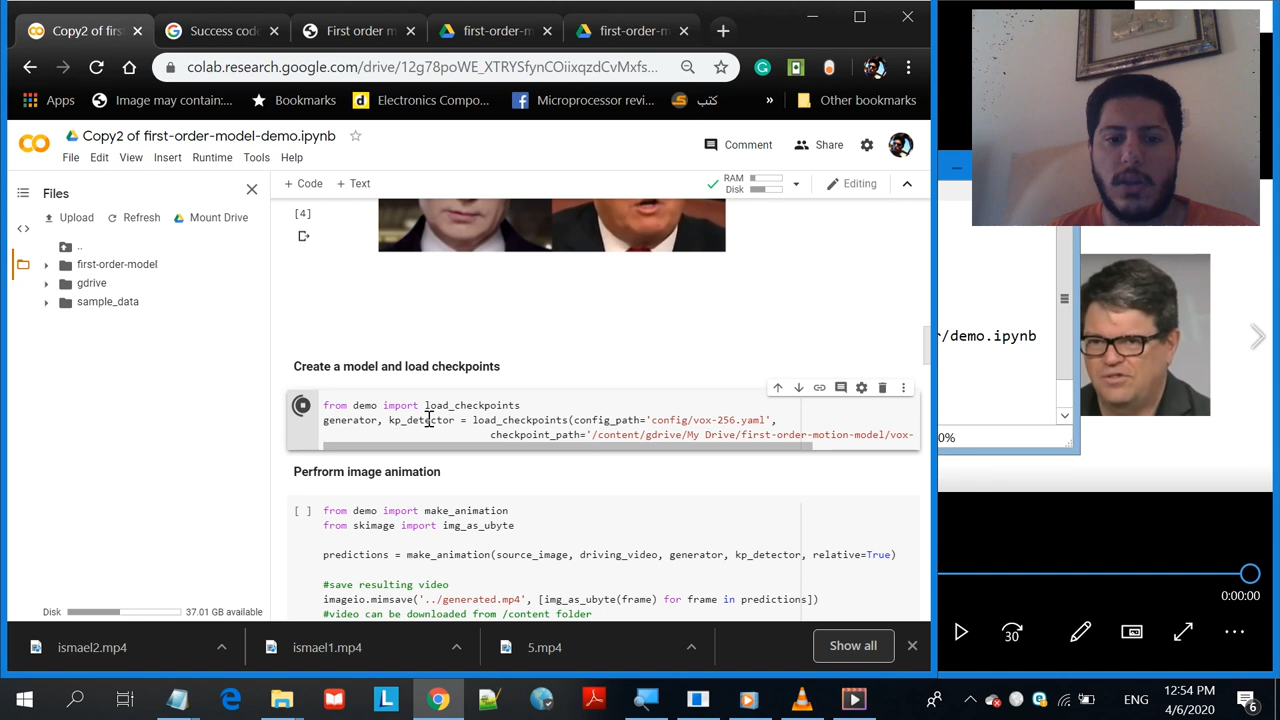 Copy2 of firs
Success cod
First order m
first-order-m
first-order-m
colab.research.google.com/drive/12g78poWE_XTRYSfynCOiixqzdCvMxfs...
Apps
Image may contain:...
Bookmarks
Electronics Compo...
Microprocessor revi...
كتب
»
Other bookmarks
Copy2 of first-order-model-demo.ipynb
Comment
Share
File Edit View Insert Runtime Tools Help
Files
+ Code + Text
RAM
Disk
Editing
Upload Refresh Mount Drive
..
first-order-model
gdrive
sample_data
[4]
Create a model and load checkpoints
from demo import load_checkpoints
generator, kp_detector = load_checkpoints(config_path='config/vox-256.yaml',
checkpoint_path='/content/gdrive/My Drive/first-order-motion-model/vox-
Perfrom image animation
[ ] from demo import make_animation
from skimage import img_as_ubyte
predictions = make_animation(source_image, driving_video, generator, kp_detector, relative=True)
#save resulting video
imageio.mimsave('../generated.mp4', [img_as_ubyte(frame) for frame in predictions])
#video can be downloaded from /content folder
Disk 37.01 GB available
r/demo.ipynb
0%
0:00:00
30
ismael2.mp4
ismael1.mp4
5.mp4
Show all
L
ENG
12:54 PM
4/6/2020
6